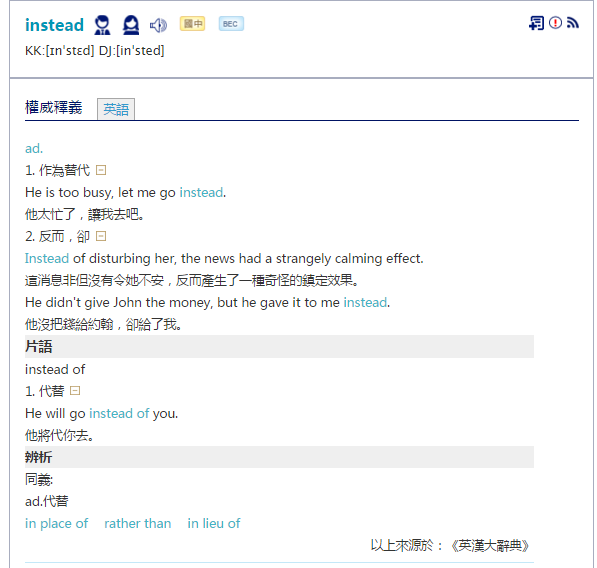 instead 國中 BEC
KK:[ɪnˈstɛd] DJ:[inˈsted]
權威釋義 英語
ad.
1. 作為替代
He is too busy, let me go instead.
他太忙了，讓我去吧。
2. 反而，卻
Instead of disturbing her, the news had a strangely calming effect.
這消息非但沒有令她不安，反而產生了一種奇怪的鎮定效果。
He didn't give John the money, but he gave it to me instead.
他沒把錢給約翰，卻給了我。
片語
instead of
1. 代替
He will go instead of you.
他將代你去。
辨析
同義:
ad.代替
in place of rather than in lieu of
以上來源於：《英漢大辭典》